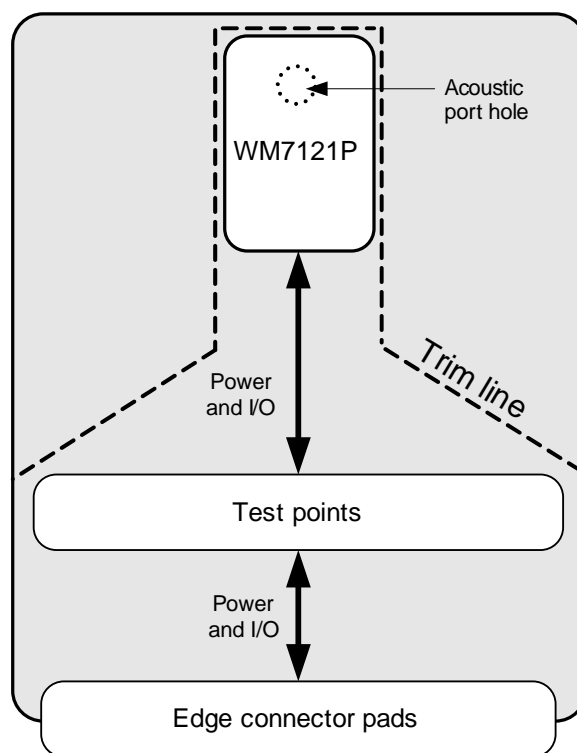 Acoustic
port hole
WM7121P
Trim line
Power
and I/O
Test points
Power
and I/O
Edge connector pads